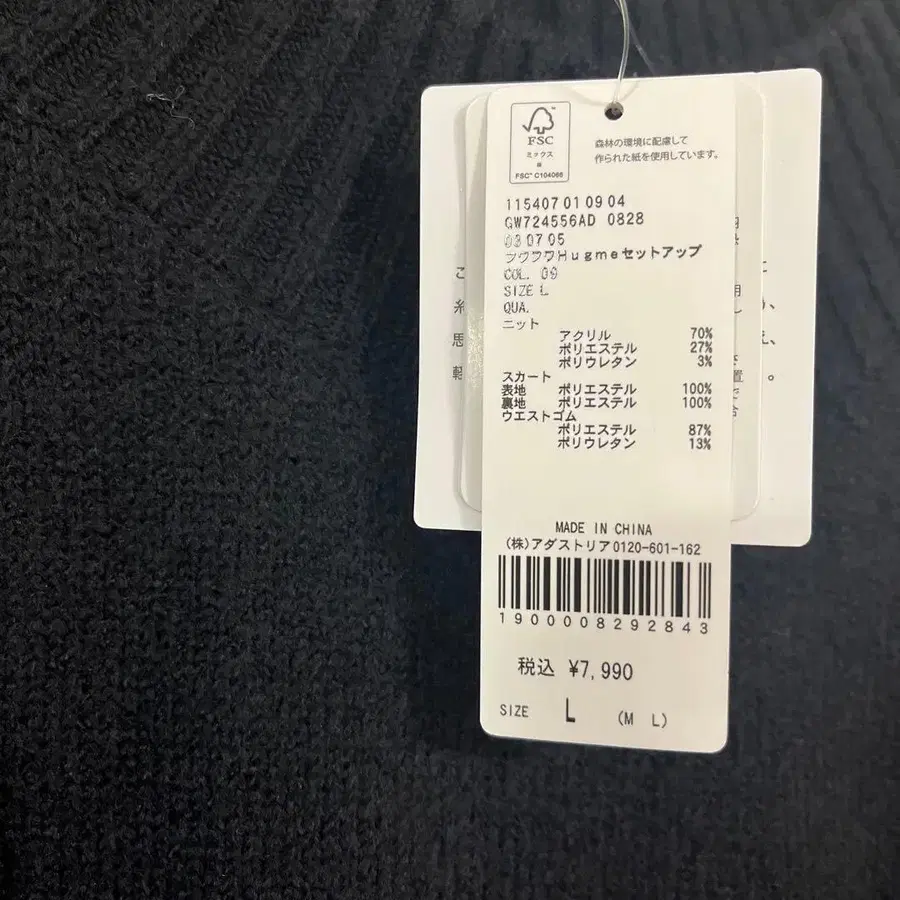 FSC
ミックス
紙
FSC™ C104066
森林の環境に配慮して
作られた紙を使用しています。
115407 01 09 04
GW724556AD 0828
03 07 05
フワフワHugmeセットアップ
COL. 09
SIZE L
QUA.
ニット
アクリル 70%
ポリエステル 27%
ポリウレタン 3%
スカート
表地 ポリエステル 100%
裏地 ポリエステル 100%
ウエストゴム
ポリエステル 87%
ポリウレタン 13%
MADE IN CHINA
(株)アダストリア0120-601-162
1900008292843
税込 ¥7,990
SIZE L (M L)